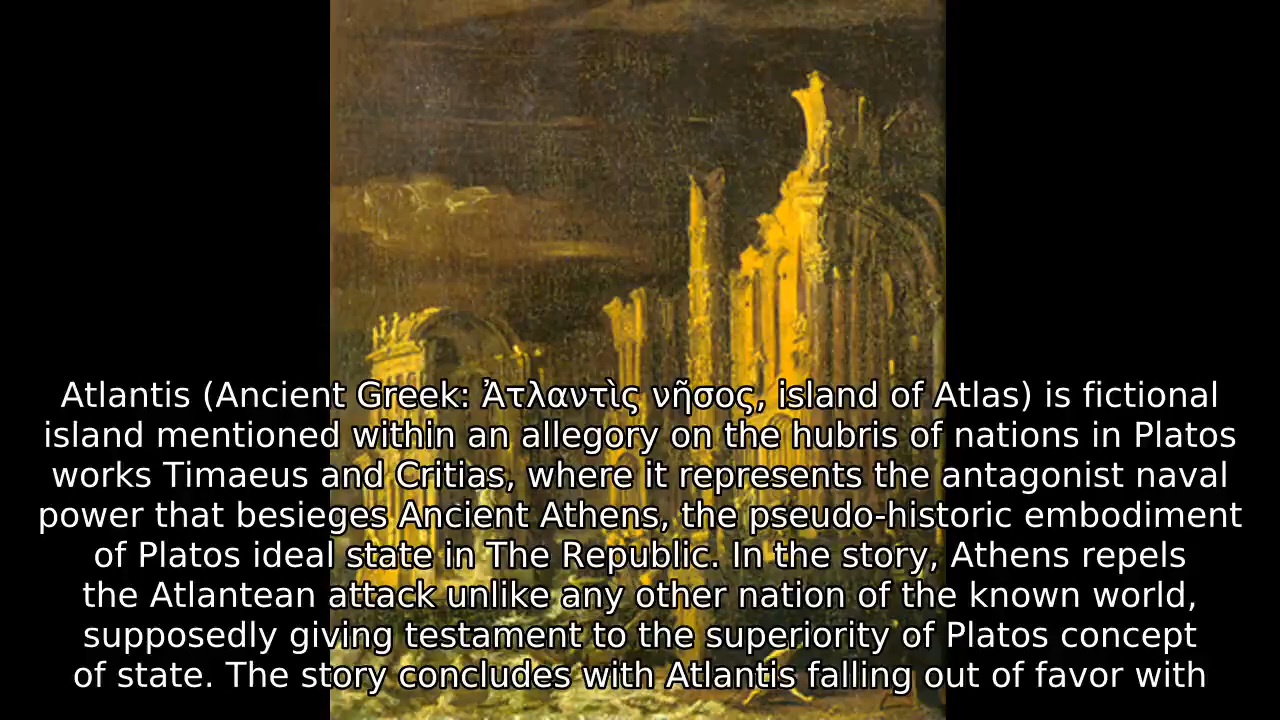 Atlantis (Ancient Greek: Ἀτλαντὶς νῆσος, island of Atlas) is fictional
island mentioned within an allegory on the hubris of nations in Platos
works Timaeus and Critias, where it represents the antagonist naval
power that besieges Ancient Athens, the pseudo-historic embodiment
of Platos ideal state in The Republic. In the story, Athens repels
the Atlantean attack unlike any other nation of the known world,
supposedly giving testament to the superiority of Platos concept
of state. The story concludes with Atlantis falling out of favor with